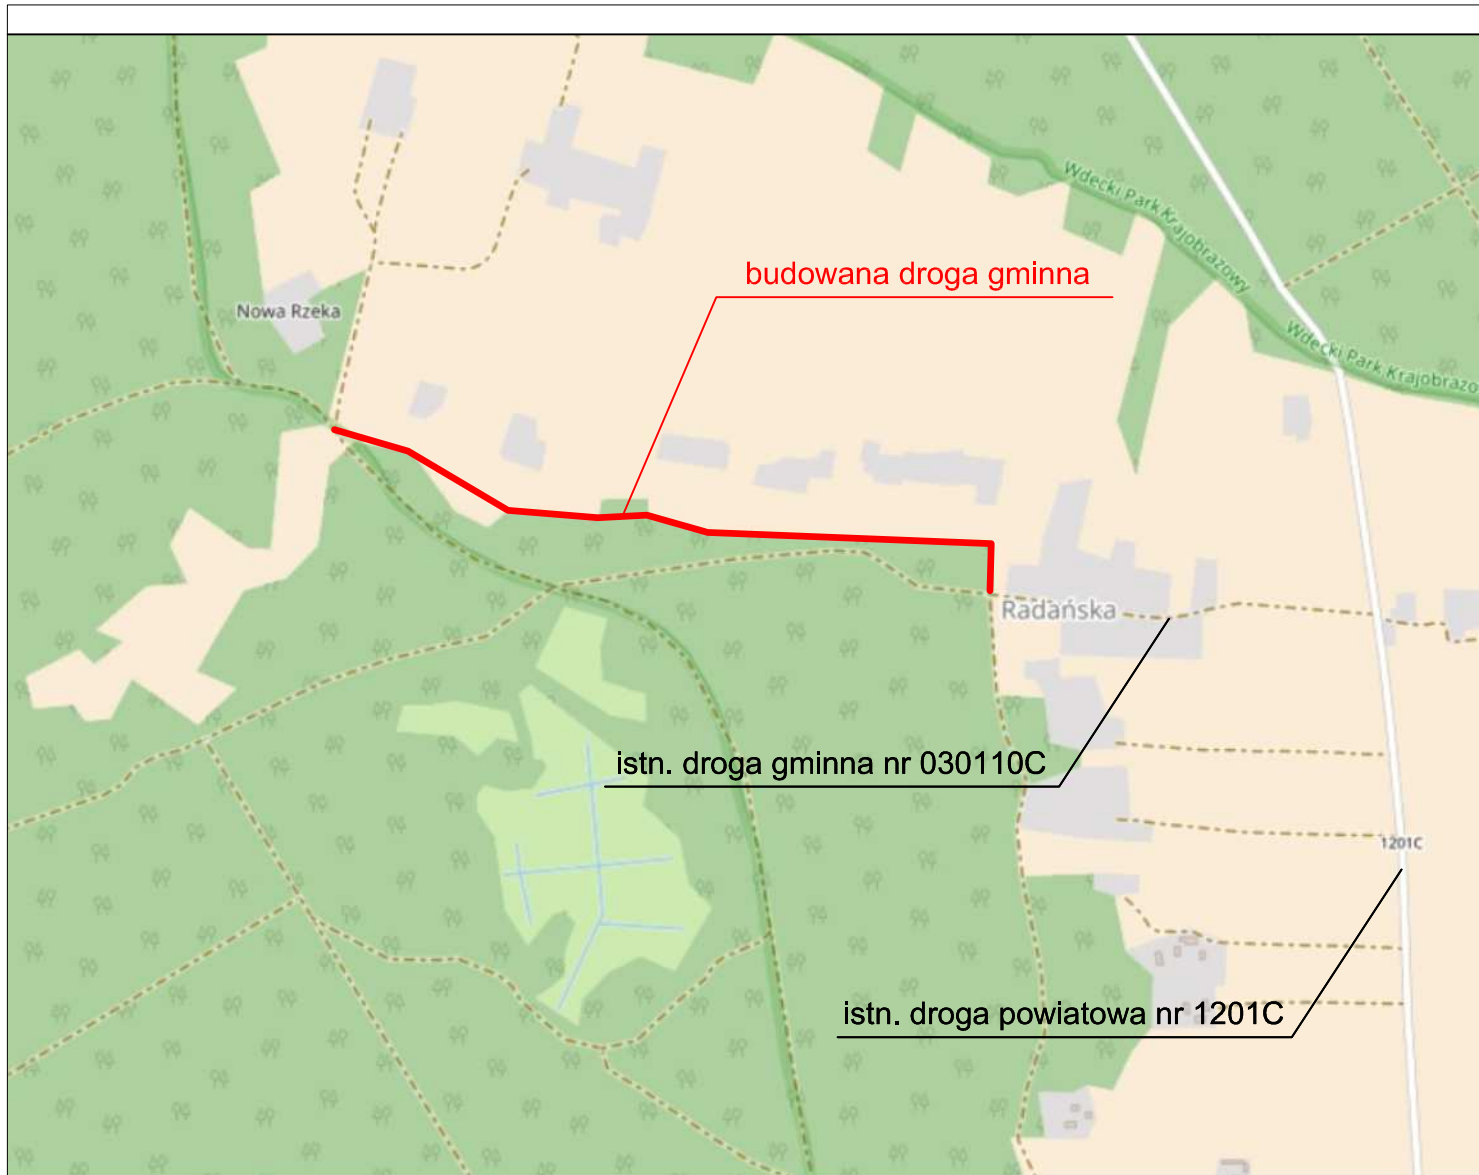 Wdecki Park Krajobrazowy
budowana droga gminna
Nowa Rzeka
Wdecki Park Krajobrazo
Radańska
istn. droga gminna nr 030110C
1201C
istn. droga powiatowa nr 1201C